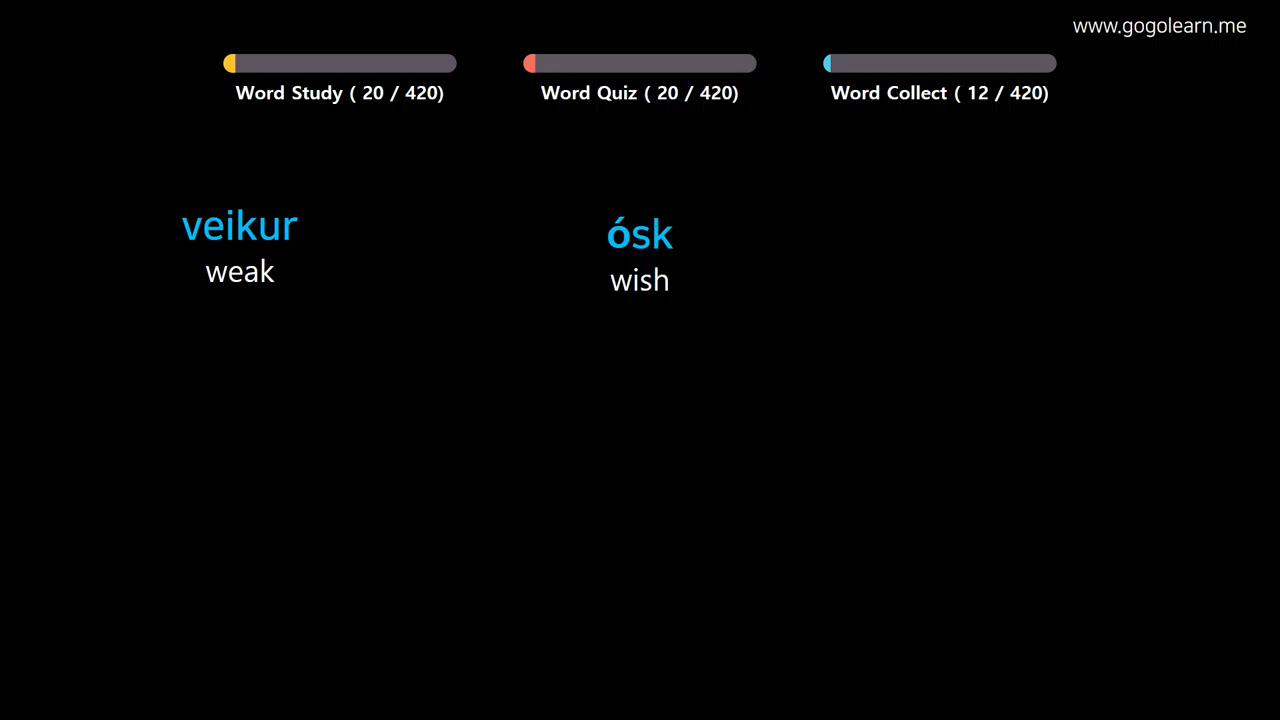 www.gogolearn.me
Word Study ( 20 / 420)
Word Quiz ( 20 / 420)
Word Collect ( 12 / 420)
veikur
weak
ósk
wish